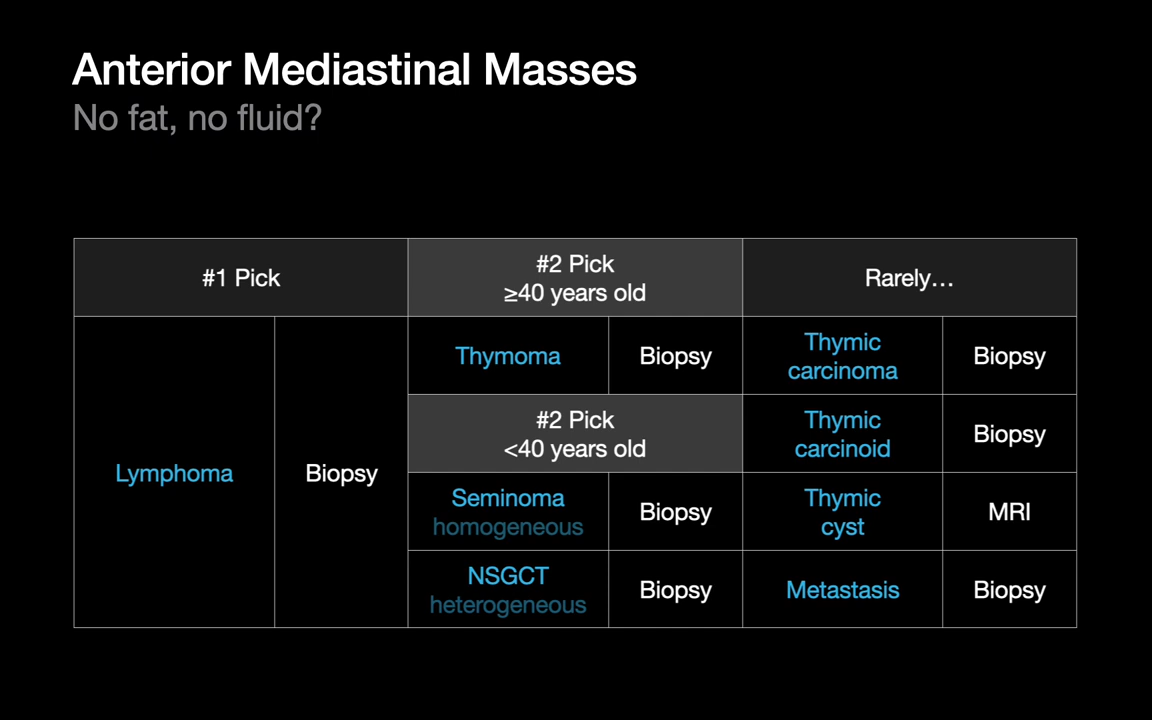 Anterior Mediastinal Masses
No fat, no fluid?
#1 Pick
#2 Pick
≥40 years old
Rarely…
Lymphoma
Biopsy
Thymoma
Biopsy
#2 Pick
<40 years old
Seminoma
homogeneous
Biopsy
NSGCT
heterogeneous
Biopsy
Thymic
carcinoma
Biopsy
Thymic
carcinoid
Biopsy
Thymic
cyst
MRI
Metastasis
Biopsy